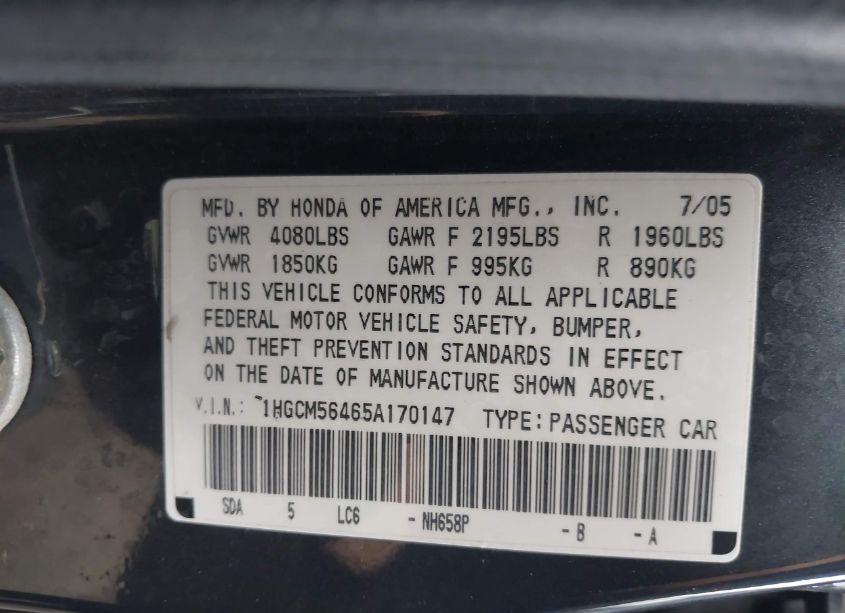 MFD. BY HONDA OF AMERICA MFG., INC. 7/05
GVWR 4080LBS GAWR F 2195LBS R 1960LBS
GVWR 1850KG GAWR F 995KG R 890KG
THIS VEHICLE CONFORMS TO ALL APPLICABLE
FEDERAL MOTOR VEHICLE SAFETY, BUMPER,
AND THEFT PREVENTION STANDARDS IN EFFECT
ON THE DATE OF MANUFACTURE SHOWN ABOVE.
V.I.N.: 1HGCM56465A170147 TYPE: PASSENGER CAR
SDA 5 LC6 - NH658P - B - A